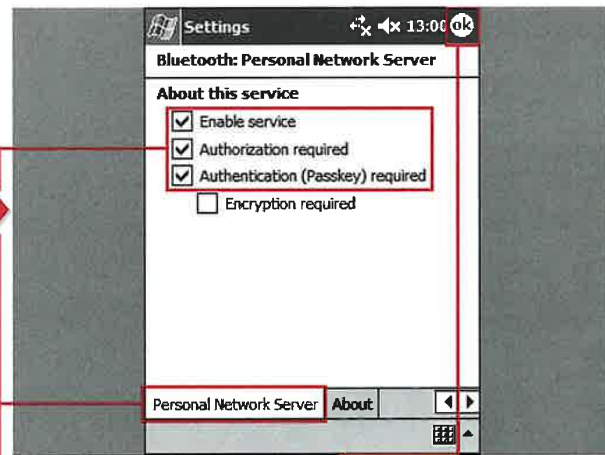 Settings 13:00 ok
Bluetooth: Personal Network Server
About this service
Enable service
Authorization required
Authentication (Passkey) required
Encryption required
Personal Network Server About